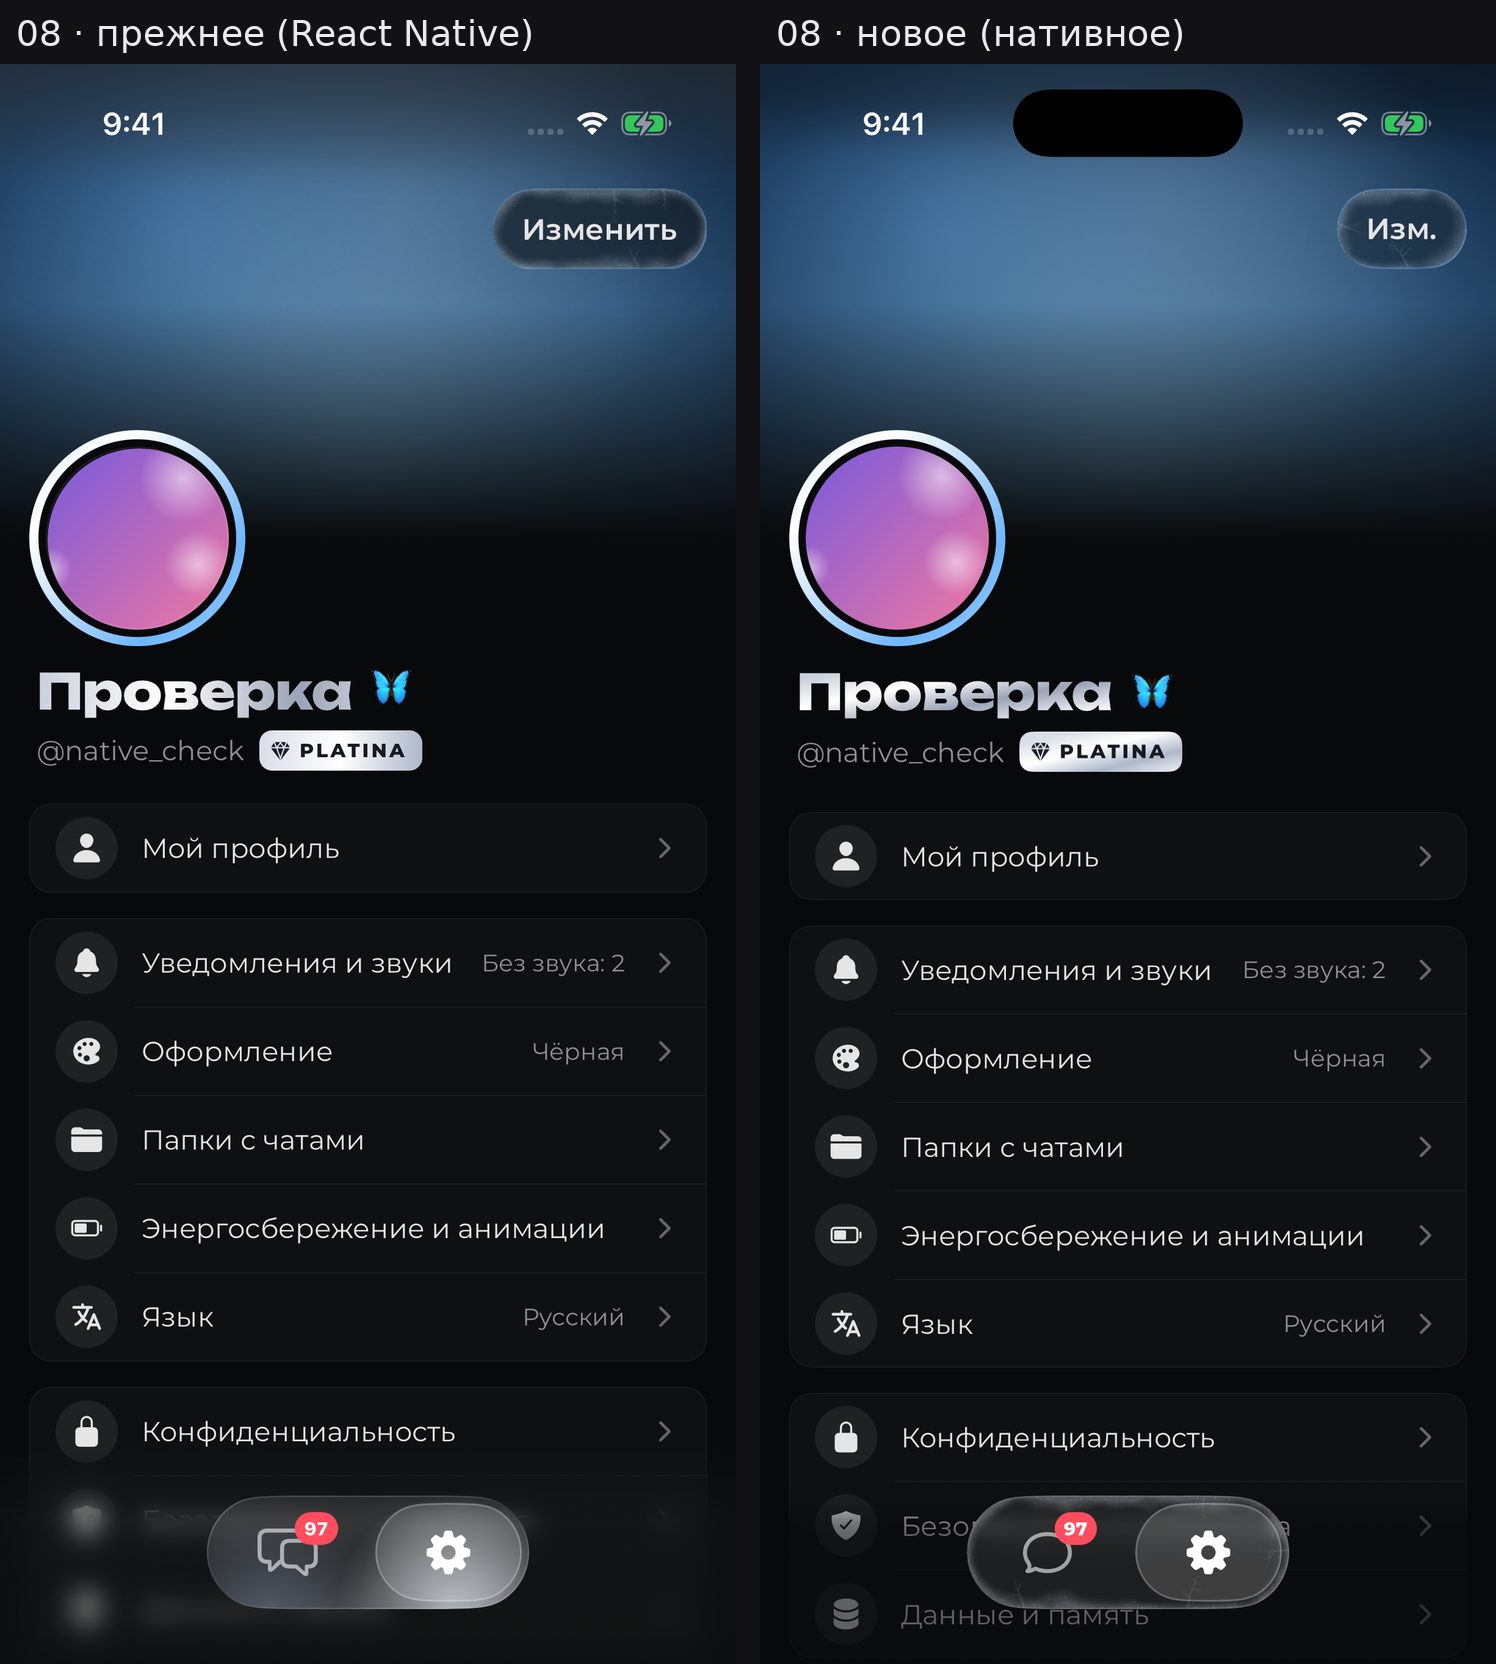 08 · прежнее (React Native)
9:41
Изменить
Проверка
@native_check
PLATINA
Мой профиль
Уведомления и звуки
Без звука: 2
Оформление
Чёрная
Папки с чатами
Энергосбережение и анимации
Язык
Русский
Конфиденциальность
97
08 · новое (нативное)
9:41
Изм.
Проверка
@native_check
PLATINA
Мой профиль
Уведомления и звуки
Без звука: 2
Оформление
Чёрная
Папки с чатами
Энергосбережение и анимации
Язык
Русский
Конфиденциальность
97
Данные и память